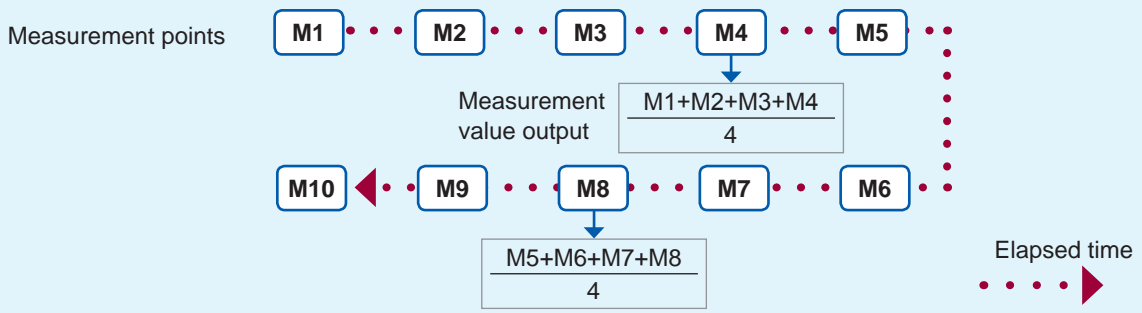 Measurement points
M1
M2
M3
M4
M5
Measurement
value output
M1+M2+M3+M4
4
M10
M9
M8
M7
M6
M5+M6+M7+M8
4
Elapsed time